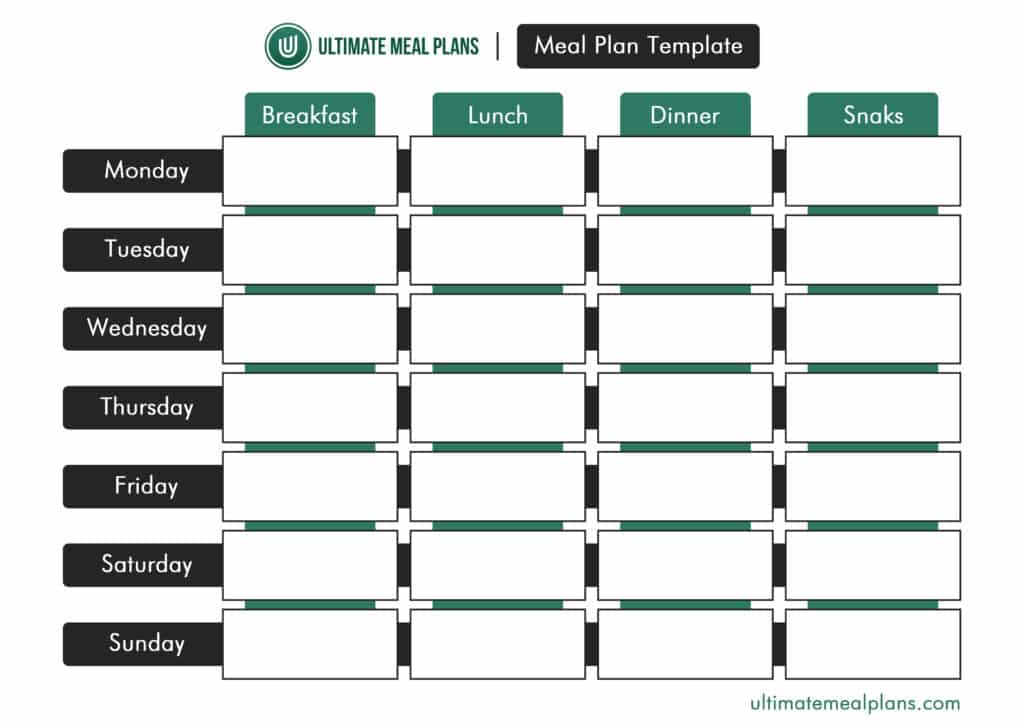 ULTIMATE MEAL PLANS | Meal Plan Template
Breakfast Lunch Dinner Snaks
Monday
Tuesday
Wednesday
Thursday
Friday
Saturday
Sunday
ultimatemealplans.com